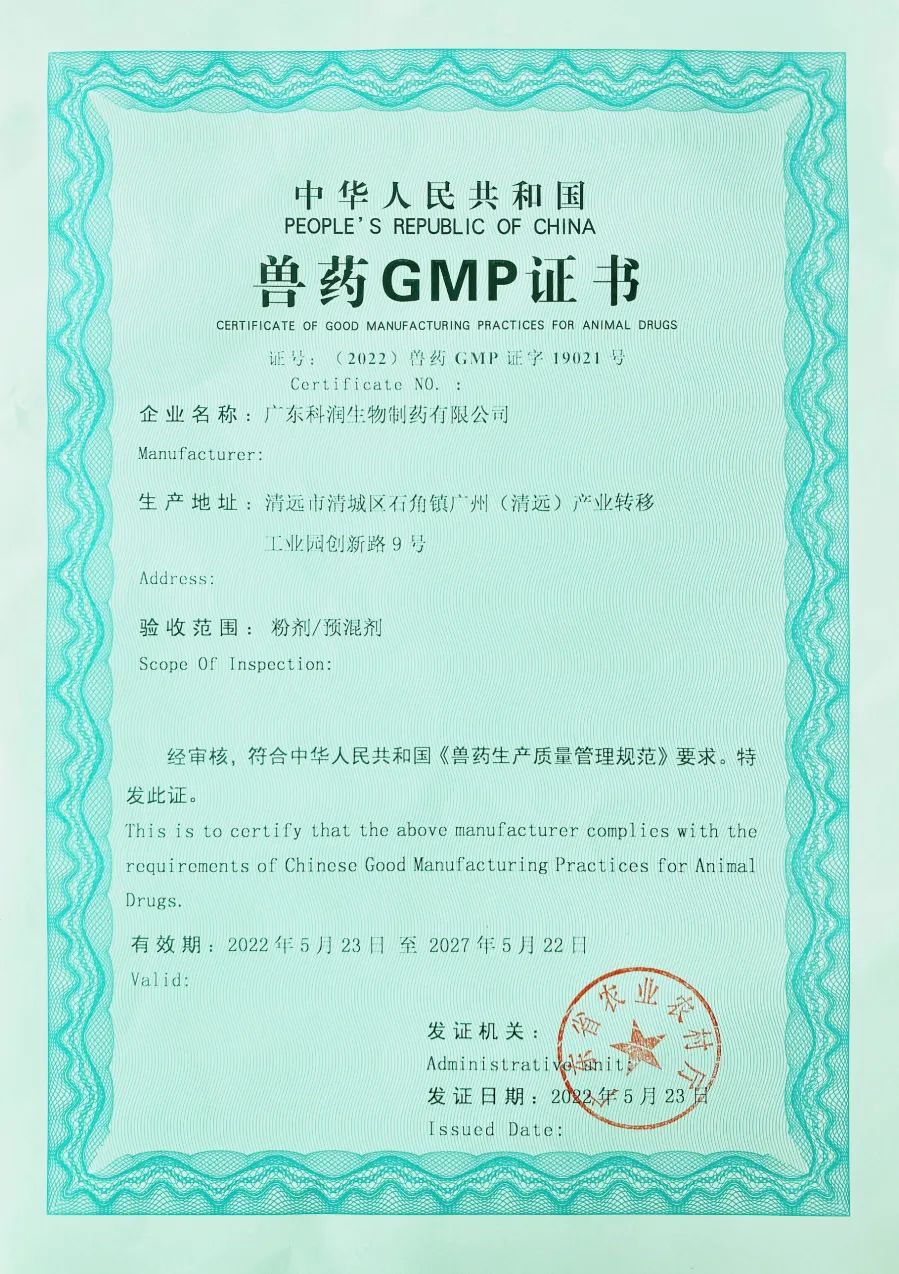 中华人民共和国
PEOPLE'S REPUBLIC OF CHINA
兽药GMP证书
CERTIFICATE OF GOOD MANUFACTURING PRACTICES FOR ANIMAL DRUGS
证号：（2022）兽药 GMP 证字 19021 号
Certificate NO. :
企业名称：广东科润生物制药有限公司
Manufacturer:
生产地址：清远市清城区石角镇广州（清远）产业转移
工业园创新路 9 号
Address:
验收范围：粉剂/预混剂
Scope Of Inspection:
经审核，符合中华人民共和国《兽药生产质量管理规范》要求。特
发此证。
This is to certify that the above manufacturer complies with the
requirements of Chinese Good Manufacturing Practices for Animal
Drugs.
有效期：2022 年 5 月 23 日 至 2027 年 5 月 22 日
Valid:
广东省农业农村厅
发证机关：
Administrative unit:
发证日期：2022 年 5 月 23 日
Issued Date: